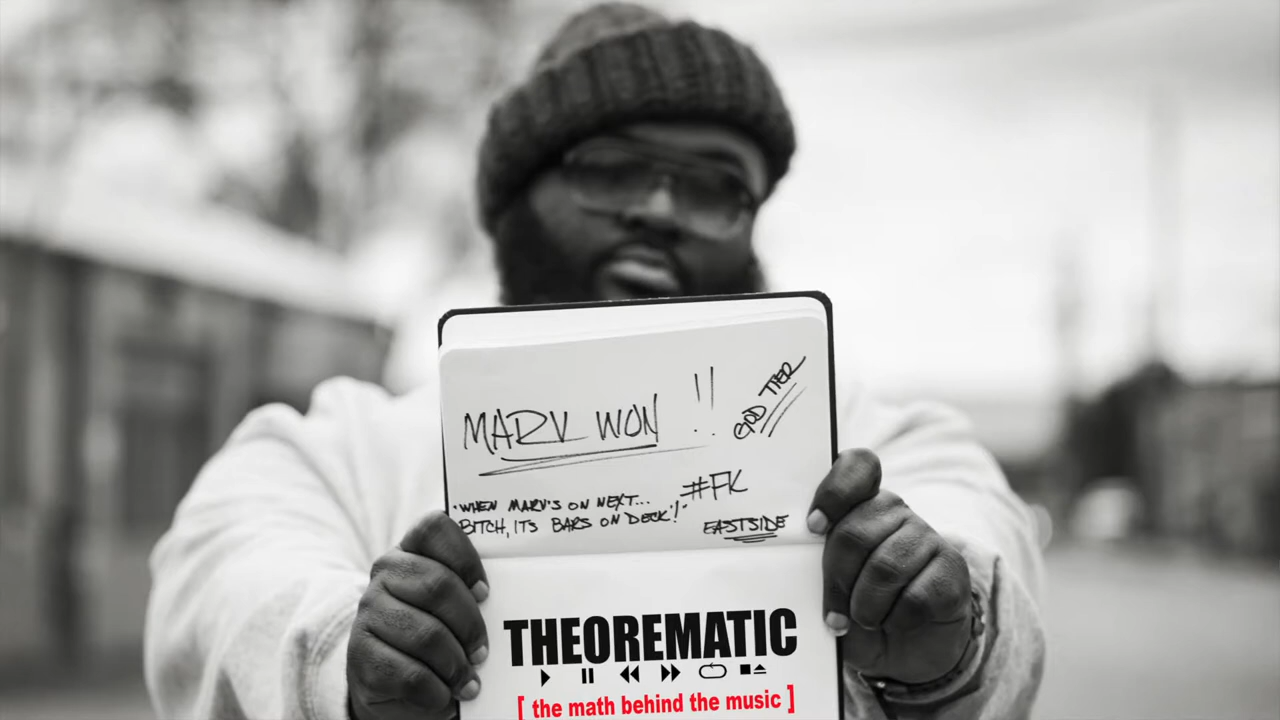 MARV WON !!
GOD TIER
"WHEN MARV'S ON NEXT...
BITCH, ITS BARS ON DECK!"
#FK
EASTSIDE
THEOREMATIC
[ the math behind the music ]